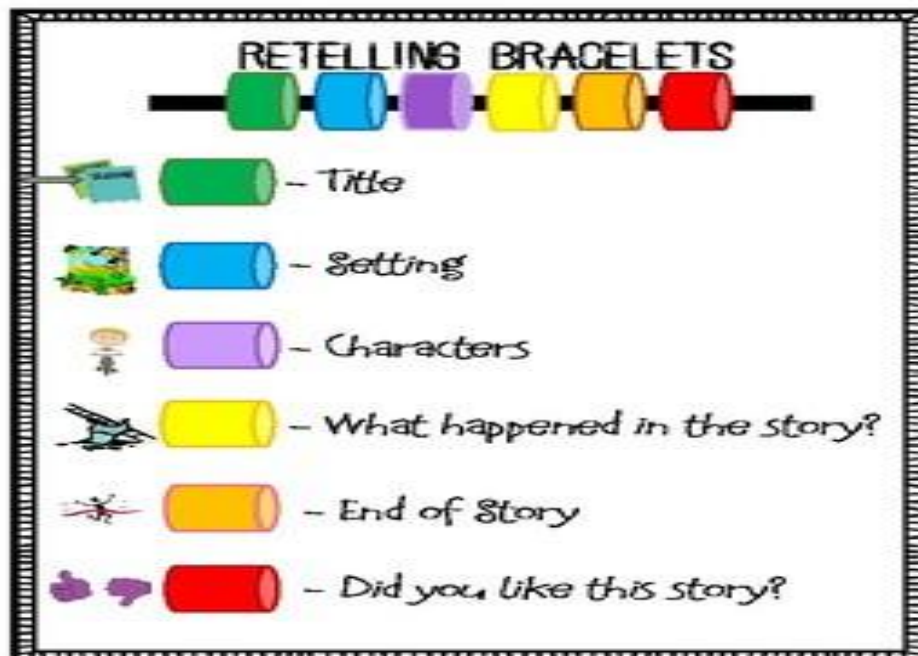 RETELLING BRACELETS
- Title
- Setting
- Characters
- What happened in the story?
- End of Story
- Did you like this story?